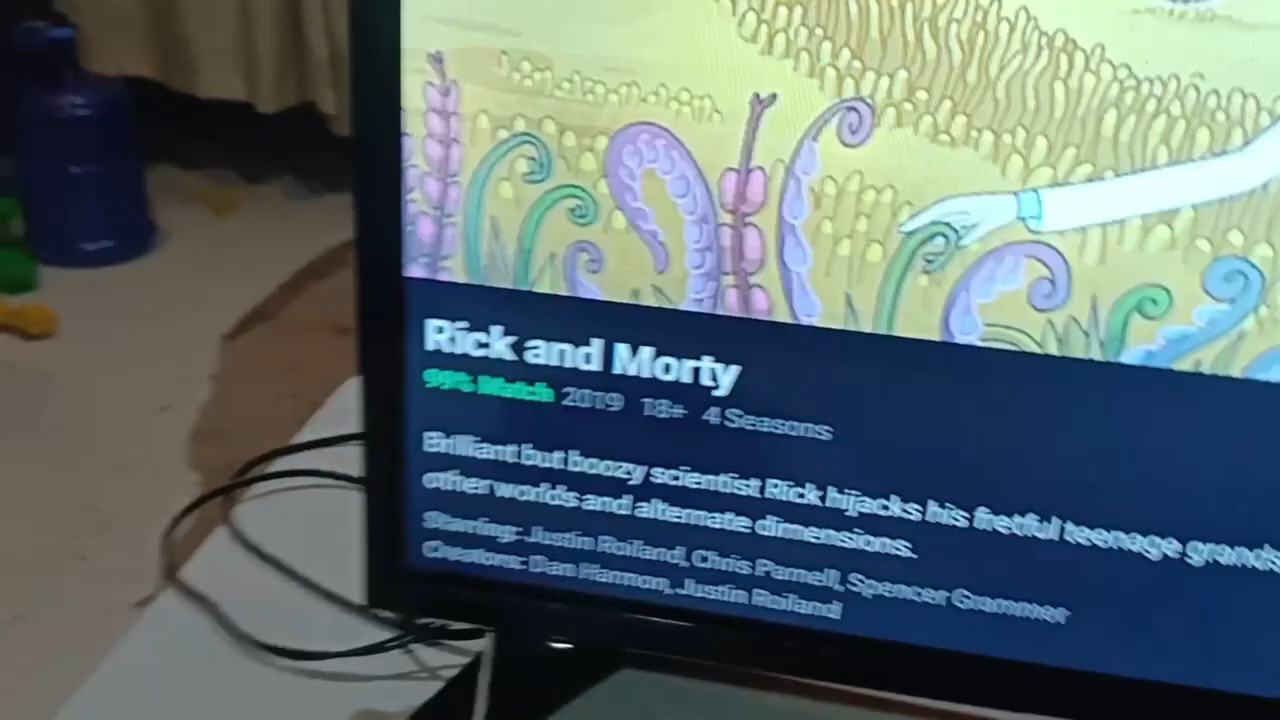 Rick and Morty
99% Match 2019 18+ 4 Seasons
Brilliant but boozy scientist Rick hijacks his fretful teenage grands
other worlds and alternate dimensions.
Starring: Justin Roiland, Chris Parnell, Spencer Grammer
Creators: Dan Harmon, Justin Roiland